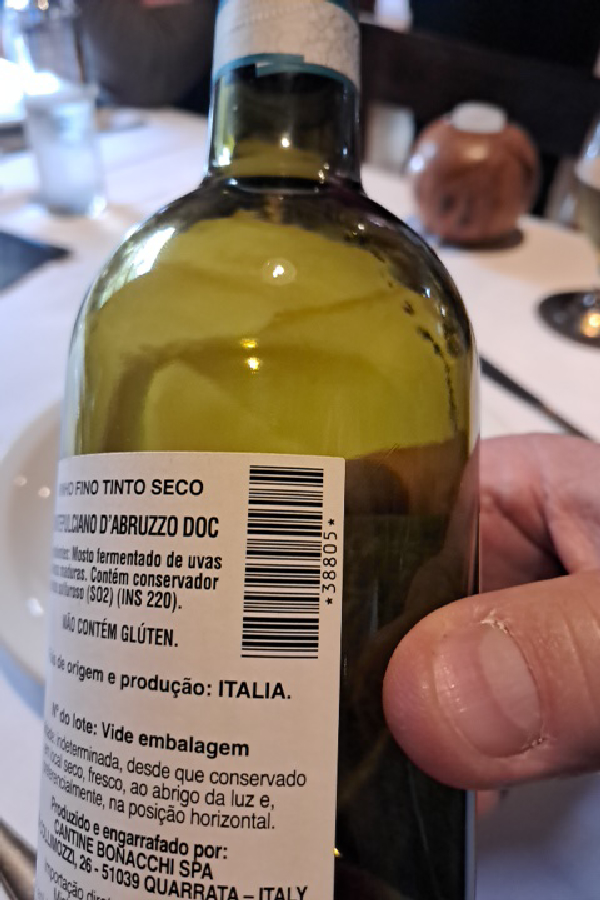 FINO TINTO SECO
D'ABRUZZO DOC
Mosto fermentado de uvas
Contém conservador
(SO2) (INS 220).
NÃO CONTÉM GLÚTEN.
de origem e produção: ITALIA.
Nº do lote: Vide embalagem
indeterminada, desde que conservado
local seco, fresco, ao abrigo da luz e,
na posição horizontal.
Produzido e engarrafado por:
CANTINE BONACCHI SPA
26 - 51039 QUARRATA – ITALY
*38805*